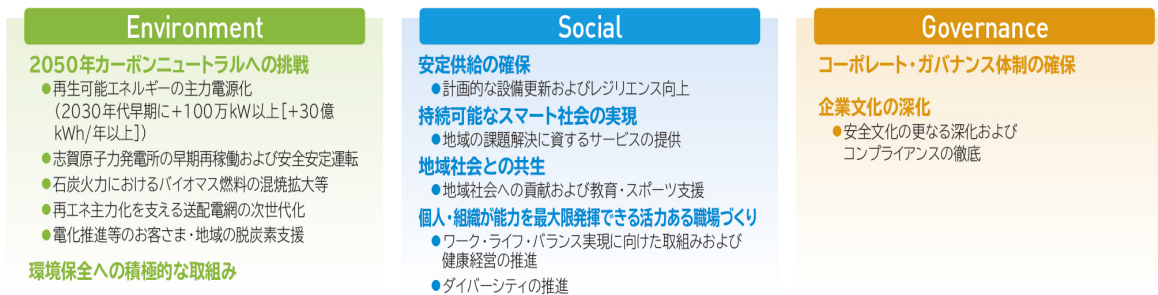 Environment
2050年カーボンニュートラルへの挑戦
●再生可能エネルギーの主力電源化
（2030年代早期に＋100万kW以上［＋30億
kWh/年以上］）
●志賀原子力発電所の早期再稼働および安全安定運転
●石炭火力におけるバイオマス燃料の混焼拡大等
●再エネ主力化を支える送配電網の次世代化
●電化推進等のお客さま・地域の脱炭素支援
環境保全への積極的な取組み
Social
安定供給の確保
●計画的な設備更新およびレジリエンス向上
持続可能なスマート社会の実現
●地域の課題解決に資するサービスの提供
地域社会との共生
●地域社会への貢献および教育・スポーツ支援
個人・組織が能力を最大限発揮できる活力ある職場づくり
●ワーク・ライフ・バランス実現に向けた取組みおよび
健康経営の推進
●ダイバーシティの推進
Governance
コーポレート・ガバナンス体制の確保
企業文化の深化
●安全文化の更なる深化および
コンプライアンスの徹底